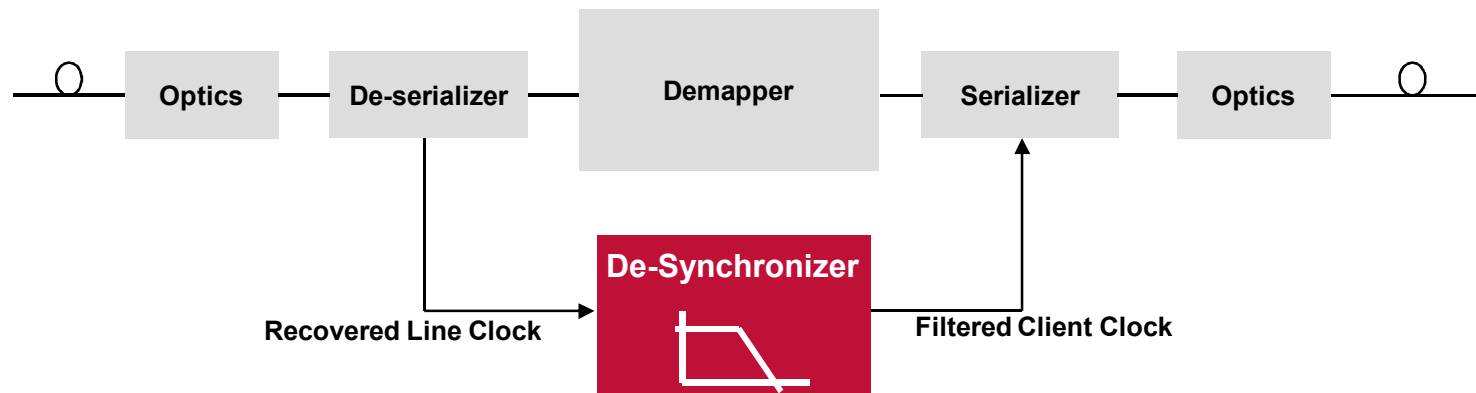 Optics
De-serializer
Demapper
Serializer
Optics
De-Synchronizer
Recovered Line Clock
Filtered Client Clock